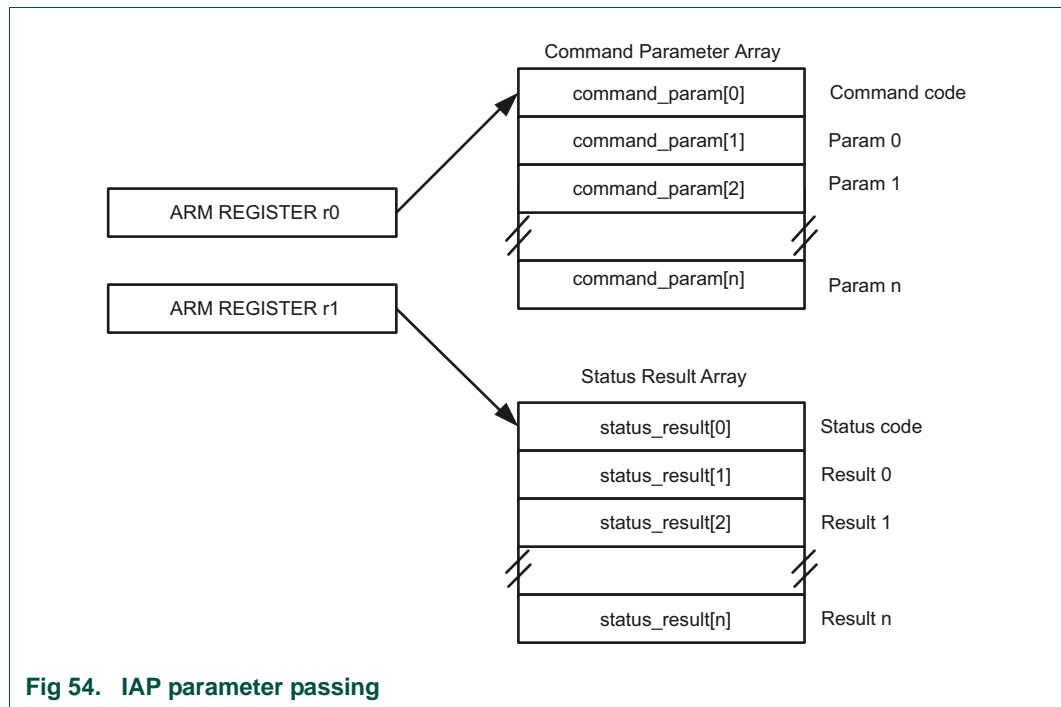 Command Parameter Array
command_param[0] Command code
command_param[1] Param 0
command_param[2] Param 1
ARM REGISTER r0
command_param[n] Param n
ARM REGISTER r1
Status Result Array
status_result[0] Status code
status_result[1] Result 0
status_result[2] Result 1
status_result[n] Result n
Fig 54. IAP parameter passing